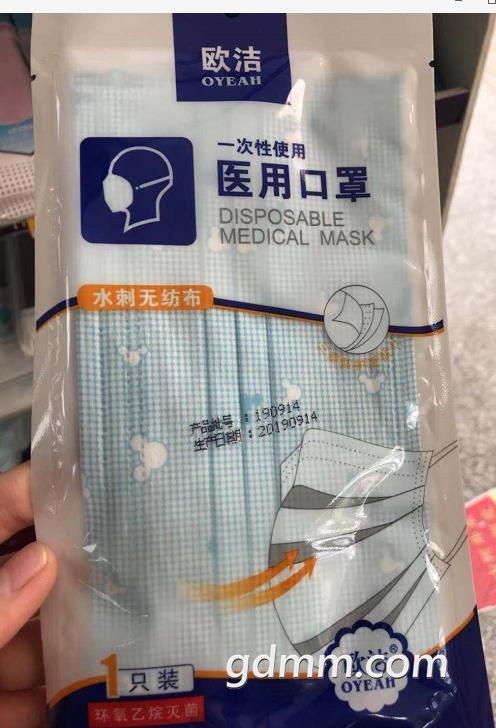 欧洁
OYEAH
一次性使用
医用口罩
DISPOSABLE
MEDICAL MASK
水刺无纺布
产品批号：190914
生产日期：20190914
gdmm.com
欧洁®
OYEAH
1只装
环氧乙烷灭菌